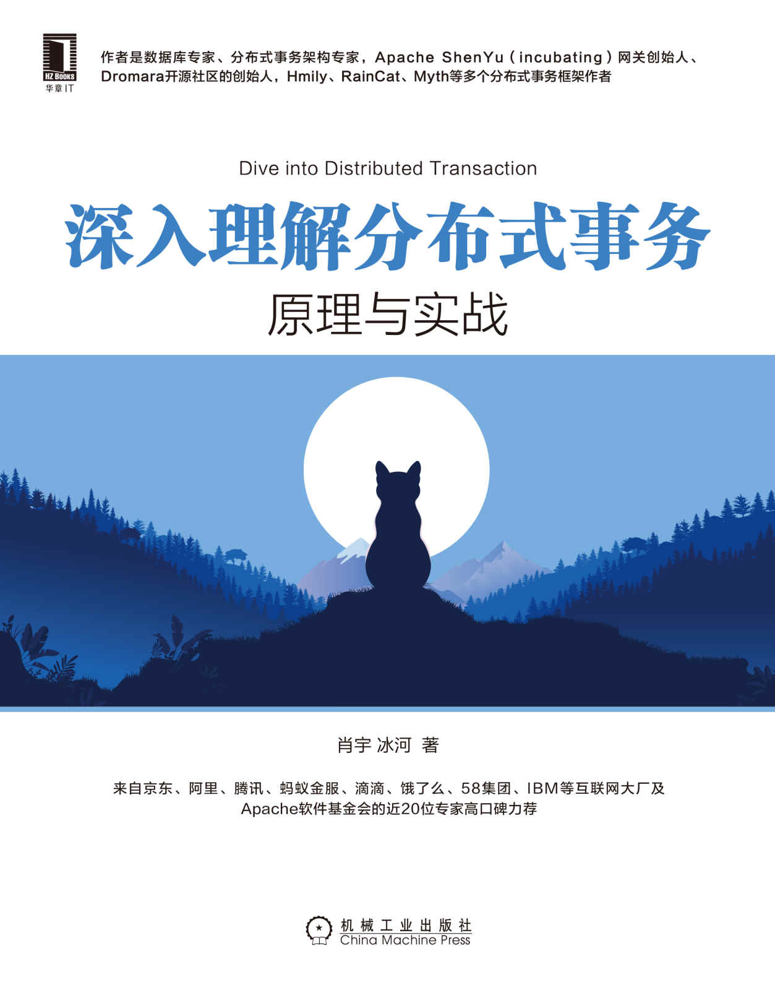 HZ BOOKS
华章 IT
作者是数据库专家、分布式事务架构专家，Apache ShenYu（incubating）网关创始人、
Dromara开源社区的创始人，Hmily、RainCat、Myth等多个分布式事务框架作者
Dive into Distributed Transaction
深入理解分布式事务
原理与实战
肖宇 冰河 著
来自京东、阿里、腾讯、蚂蚁金服、滴滴、饿了么、58集团、IBM等互联网大厂及
Apache软件基金会的近20位专家高口碑力荐
机械工业出版社
China Machine Press